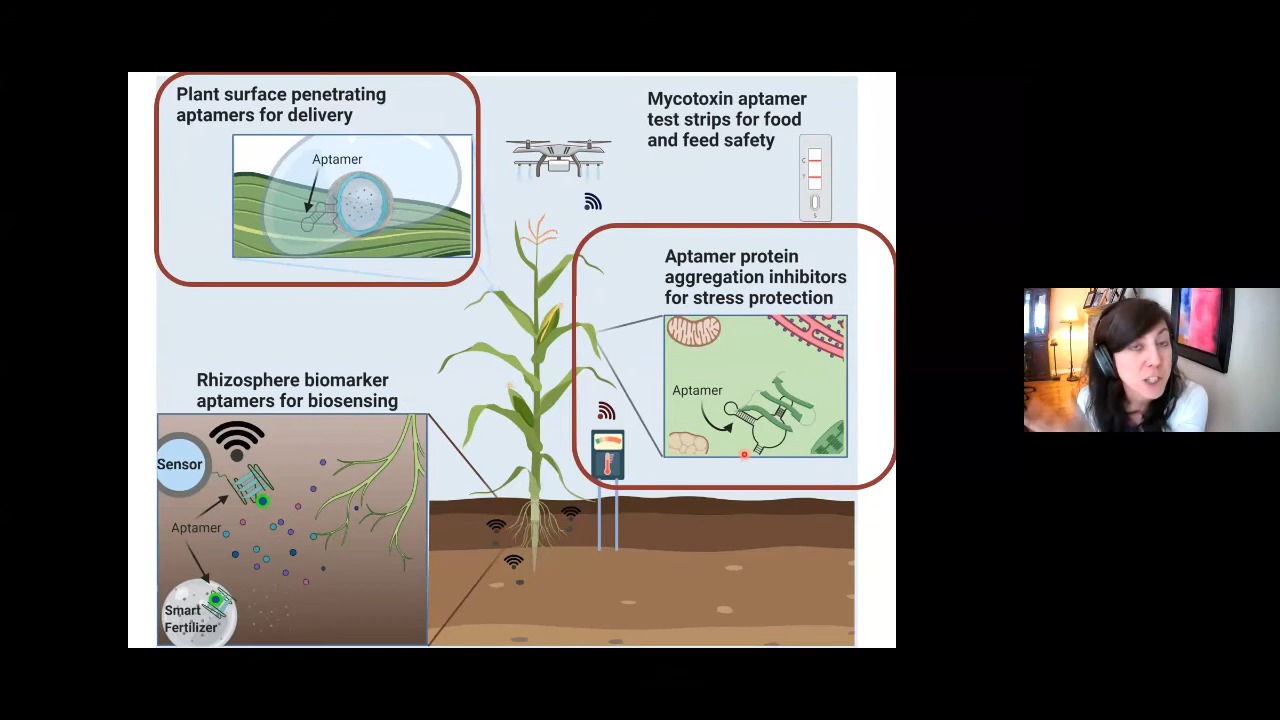 Plant surface penetrating
aptamers for delivery
Aptamer
Mycotoxin aptamer
test strips for food
and feed safety
C
T
S
Aptamer protein
aggregation inhibitors
for stress protection
Aptamer
Rhizosphere biomarker
aptamers for biosensing
Sensor
Aptamer
Smart
Fertilizer